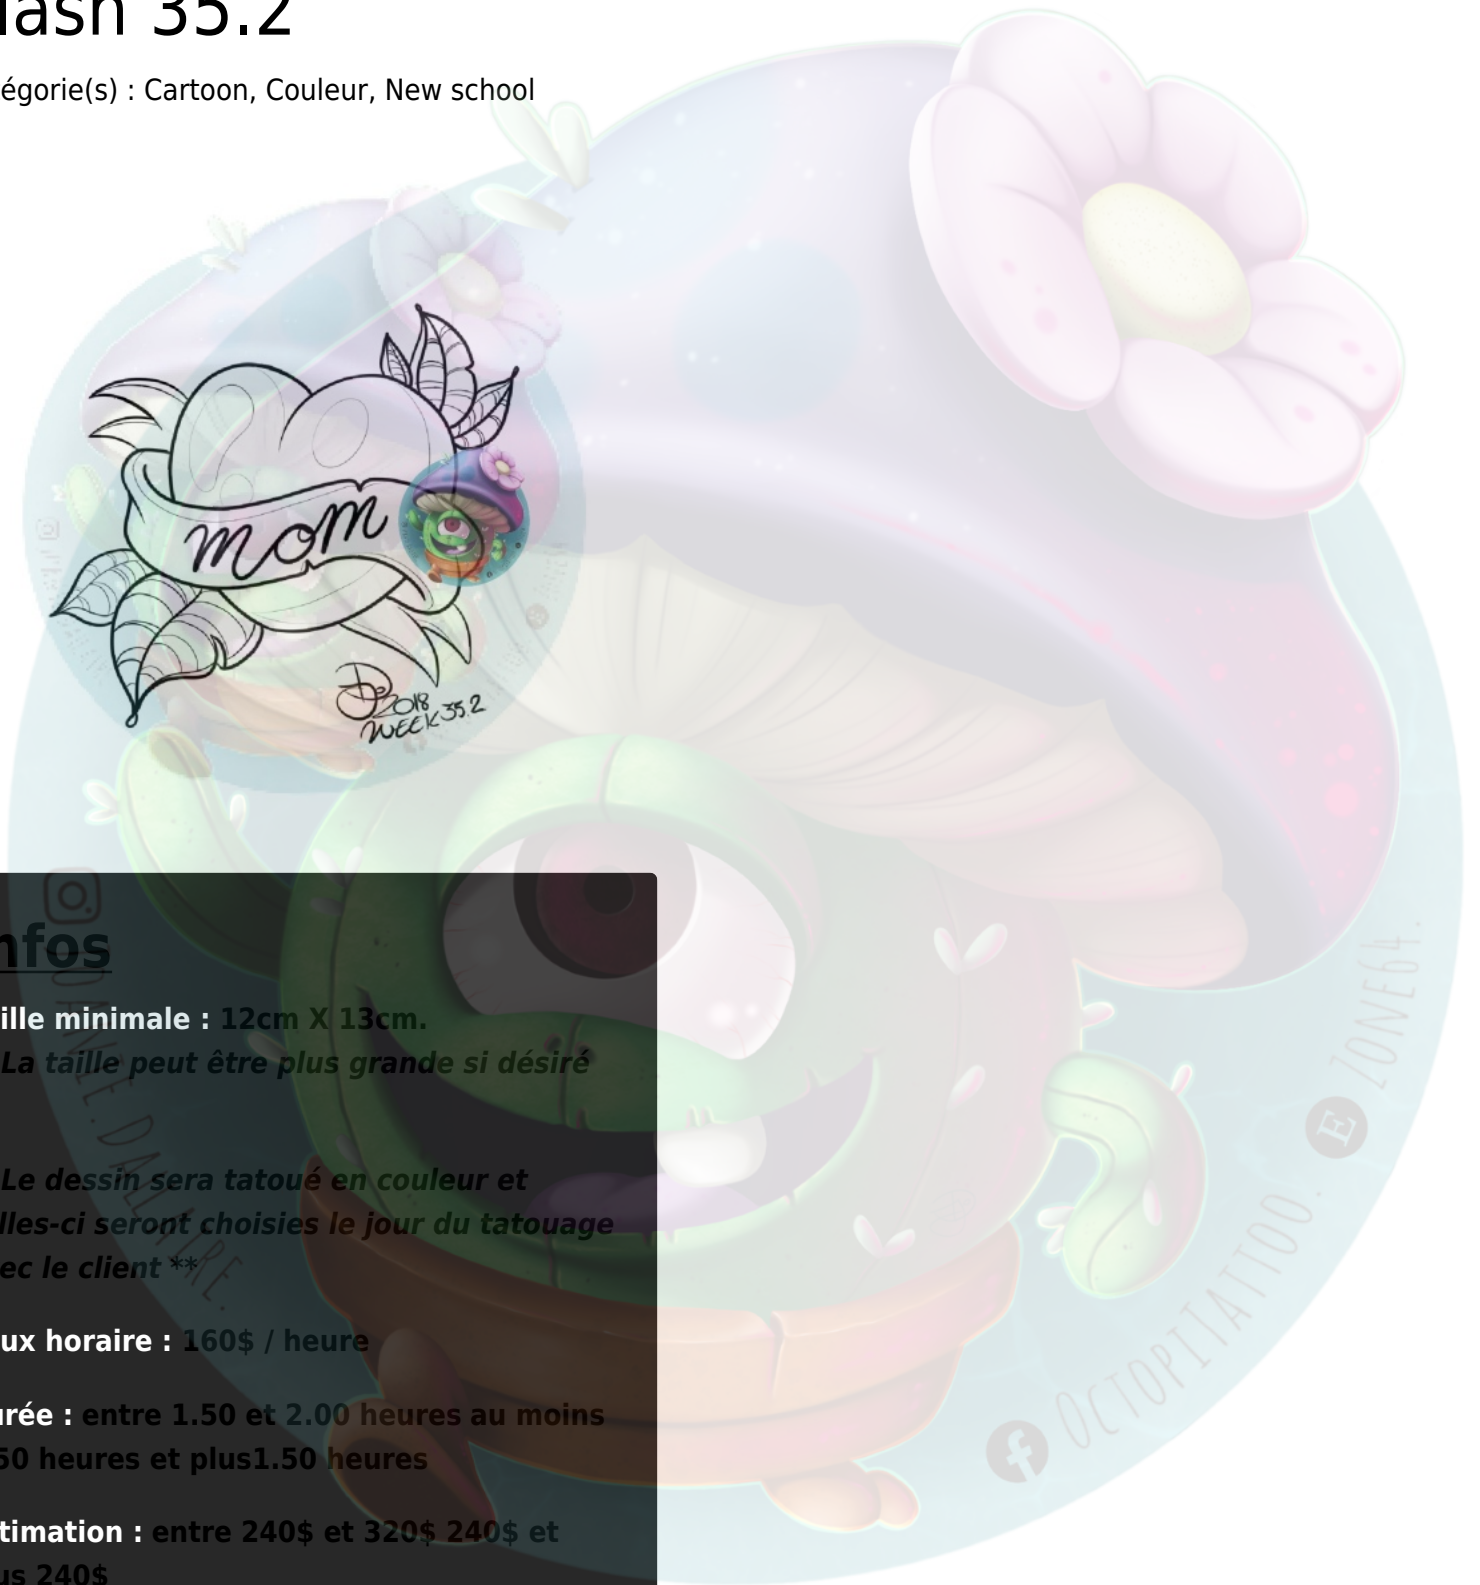 lash 35.2
égorie(s) : Cartoon, Couleur, New school
mom
2018
WEEK 35.2
nfos
ille minimale : 12cm X 13cm.
La taille peut être plus grande si désiré
Le dessin sera tatoué en couleur et
lles-ci seront choisies le jour du tatouage
ec le client **
ux horaire : 160$ / heure
urée : entre 1.50 et 2.00 heures au moins
50 heures et plus1.50 heures
timation : entre 240$ et 320$ 240$ et
us 240$
DAVEE.DALLAIRE.
OCTOPITATTOO.
E ZONE64.